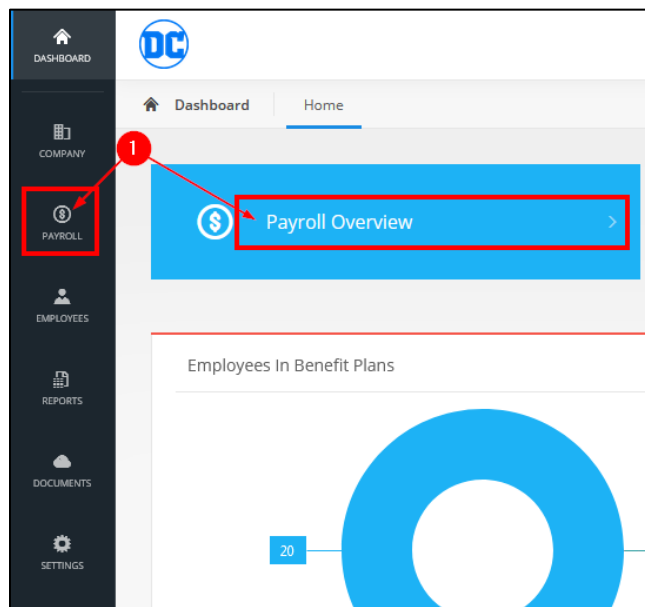 DASHBOARD
DC
Dashboard
Home
COMPANY
1
PAYROLL
Payroll Overview
EMPLOYEES
Employees In Benefit Plans
REPORTS
DOCUMENTS
20
SETTINGS